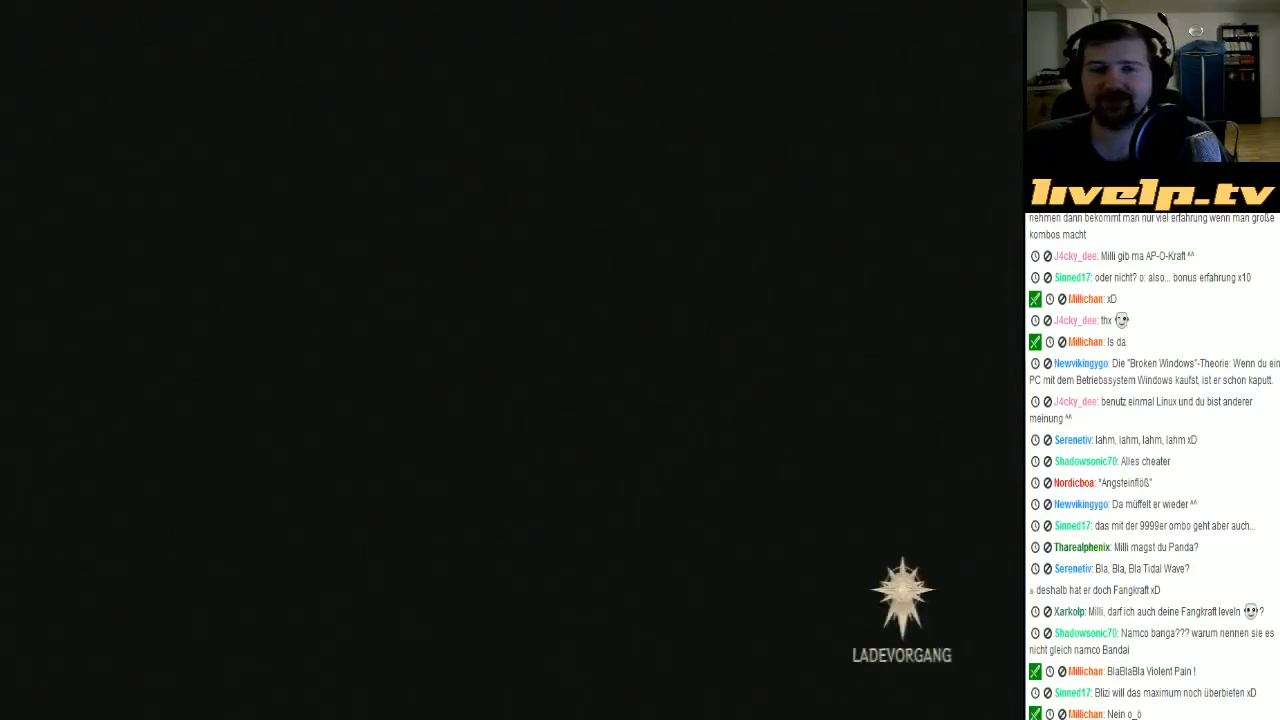 livelp.tv
nehmen dann bekommt man nur viel erfahrung wenn man große
kombos macht
J4cky_dee: Milli gib ma AP-O-Kraft ^^
Sinned17: oder nicht? o: also... bonus erfahrung x10
Millichan: xD
J4cky_dee: thx
Millichan: Is da
Newvikingygo: Die "Broken Windows"-Theorie: Wenn du ein
PC mit dem Betriebssystem Windows kaufst, ist er schon kaputt.
J4cky_dee: benutz einmal Linux und du bist anderer
meinung ^^
Serenetiv: lahm, lahm, lahm, lahm xD
Shadowsonic70: Alles cheater
Nordicboa: "Angsteinflöß"
Newvikingygo: Da müffelt er wieder ^^
Sinned17: das mit der 9999er ombo geht aber auch...
Tharealphenix: Milli magst du Panda?
Serenetiv: Bla, Bla, Bla Tidal Wave?
» deshalb hat er doch Fangkraft xD
Karkolp: Milli, darf ich auch deine Fangkraft leveln ?
Shadowsonic70: Namco banga??? warum nennen sie es
nicht gleich namco Bandai
Millichan: BlaBlaBla Violent Pain !
Sinned17: Blizi will das maximum noch überbieten xD
Millichan: Nein o_ö
LADEVORGANG